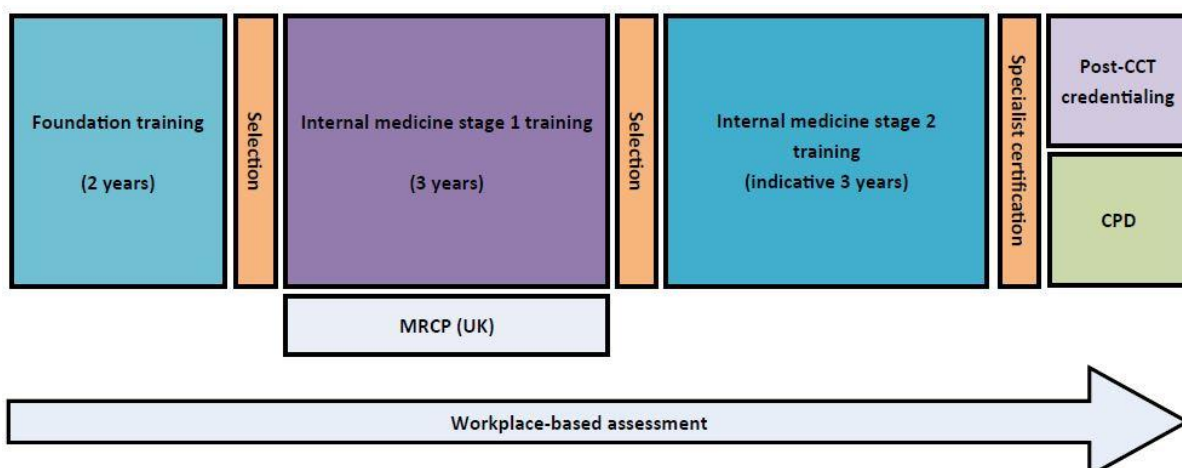 Foundation training
(2 years)
Selection
Internal medicine stage 1 training
(3 years)
Selection
Internal medicine stage 2
training
(indicative 3 years)
Specialist certification
Post-CCT
credentialing
CPD
MRCP (UK)
Workplace-based assessment